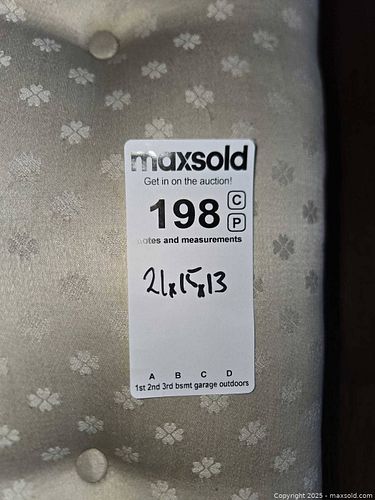 maxsold
Get in on the auction!
198 C
P
notes and measurements
21x15x13
A B C D
1st 2nd 3rd bsmt garage outdoors
Copyright 2025 - maxsold.com